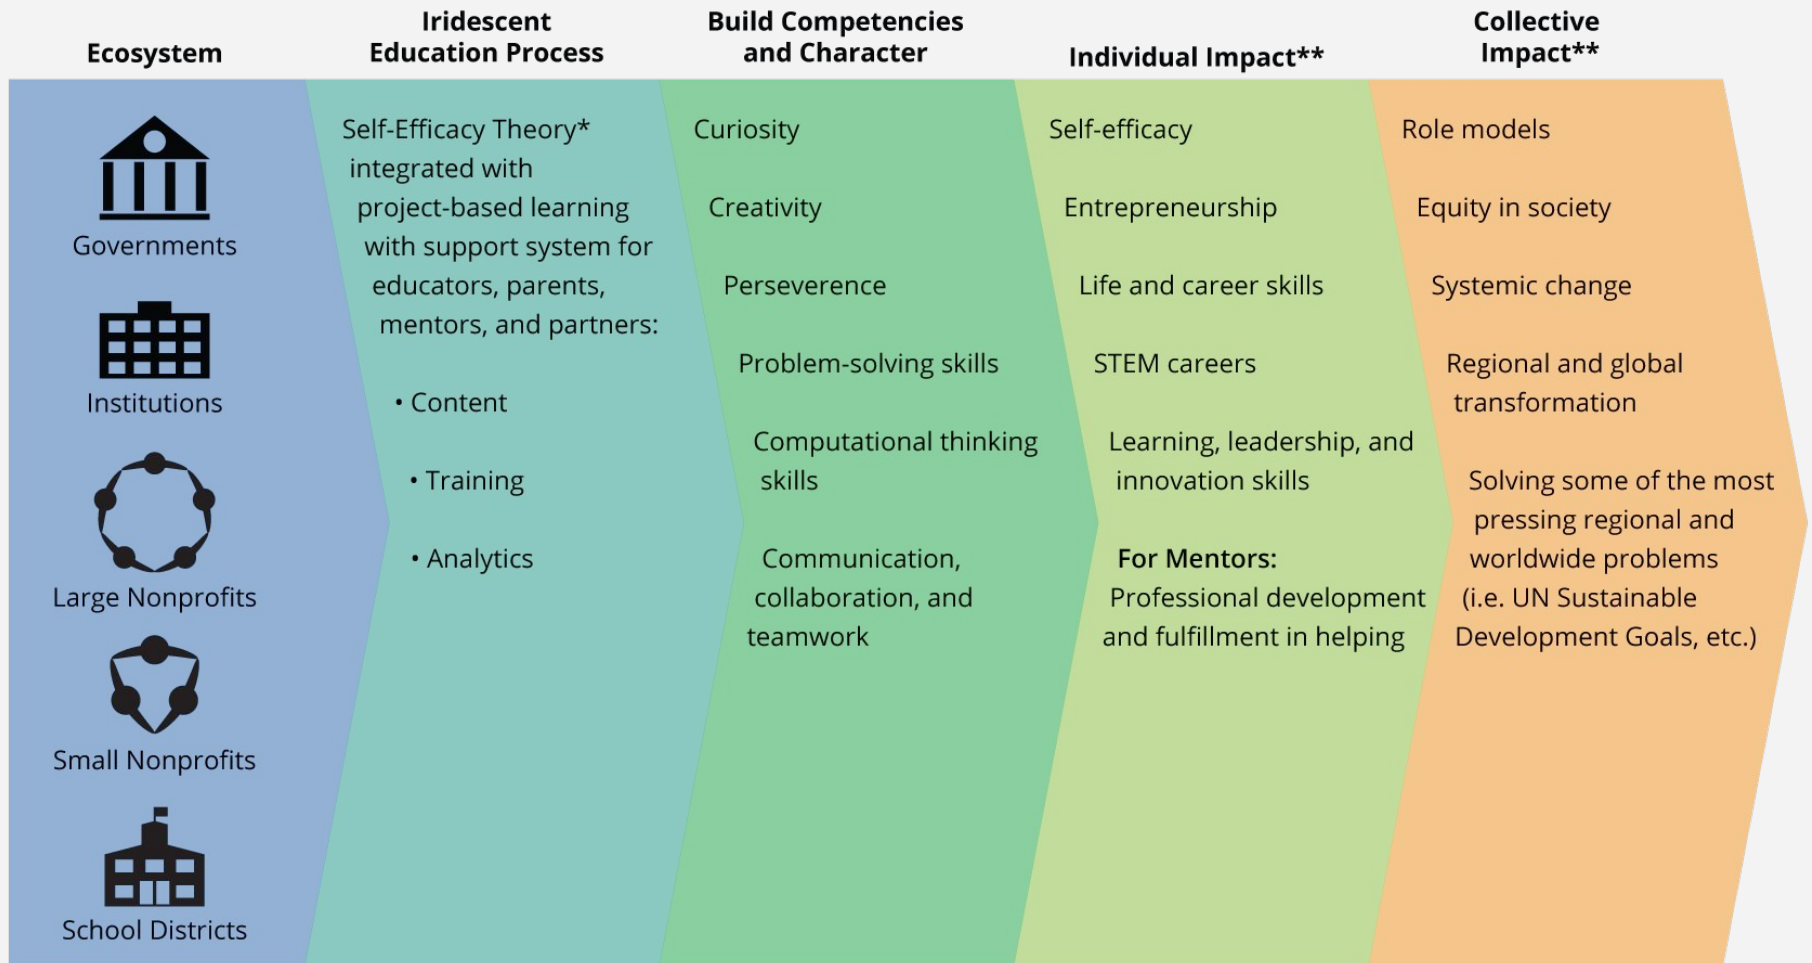 Ecosystem
Governments
Institutions
Large Nonprofits
Small Nonprofits
School Districts
Iridescent
Education Process
Self-Efficacy Theory*
integrated with
project-based learning
with support system for
educators, parents,
mentors, and partners:
• Content
• Training
• Analytics
Build Competencies
and Character
Curiosity
Creativity
Perseverence
Problem-solving skills
Computational thinking
skills
Communication,
collaboration, and
teamwork
Individual Impact**
Self-efficacy
Entrepreneurship
Life and career skills
STEM careers
Learning, leadership, and
innovation skills
For Mentors:
Professional development
and fulfillment in helping
Collective
Impact**
Role models
Equity in society
Systemic change
Regional and global
transformation
Solving some of the most
pressing regional and
worldwide problems
(i.e. UN Sustainable
Development Goals, etc.)